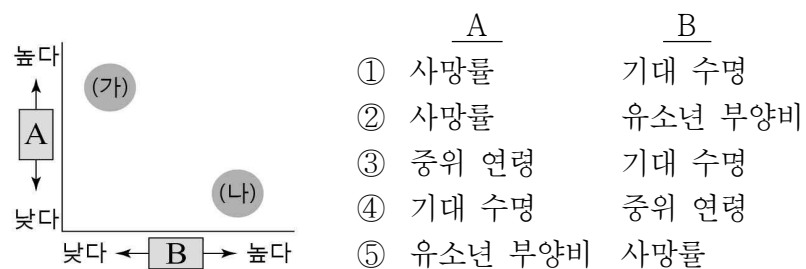 A B
높다
(가)
A
(나)
낮다
낮다 B 높다
① 사망률 기대 수명
② 사망률 유소년 부양비
③ 중위 연령 기대 수명
④ 기대 수명 중위 연령
⑤ 유소년 부양비 사망률